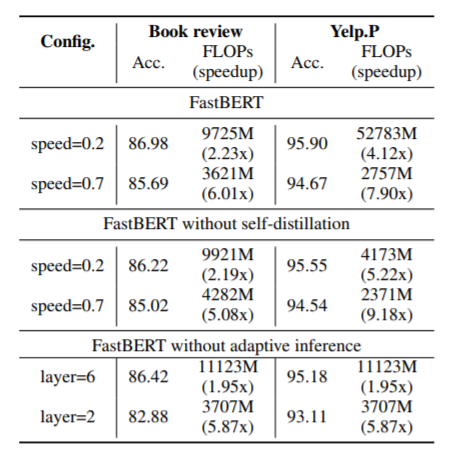 Config. Book review Yelp.P
Acc. FLOPs (speedup) Acc. FLOPs (speedup)
FastBERT
speed=0.2 86.98 9725M (2.23x) 95.90 52783M (4.12x)
speed=0.7 85.69 3621M (6.01x) 94.67 2757M (7.90x)
FastBERT without self-distillation
speed=0.2 86.22 9921M (2.19x) 95.55 4173M (5.22x)
speed=0.7 85.02 4282M (5.08x) 94.54 2371M (9.18x)
FastBERT without adaptive inference
layer=6 86.42 11123M (1.95x) 95.18 11123M (1.95x)
layer=2 82.88 3707M (5.87x) 93.11 3707M (5.87x)